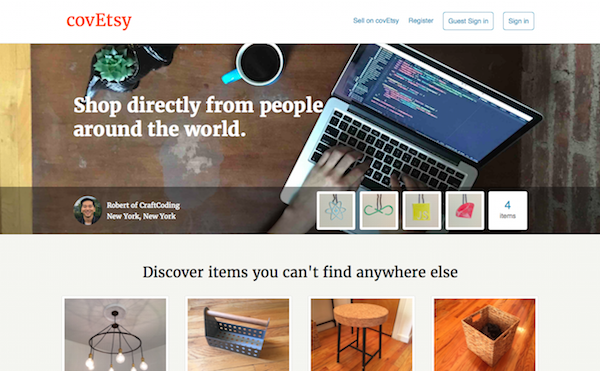 covEtsy
Sell on covEtsy Register Guest Sign in Sign in
Shop directly from people
around the world.
Robert of CraftCoding
New York, New York
4
items
Discover items you can't find anywhere else